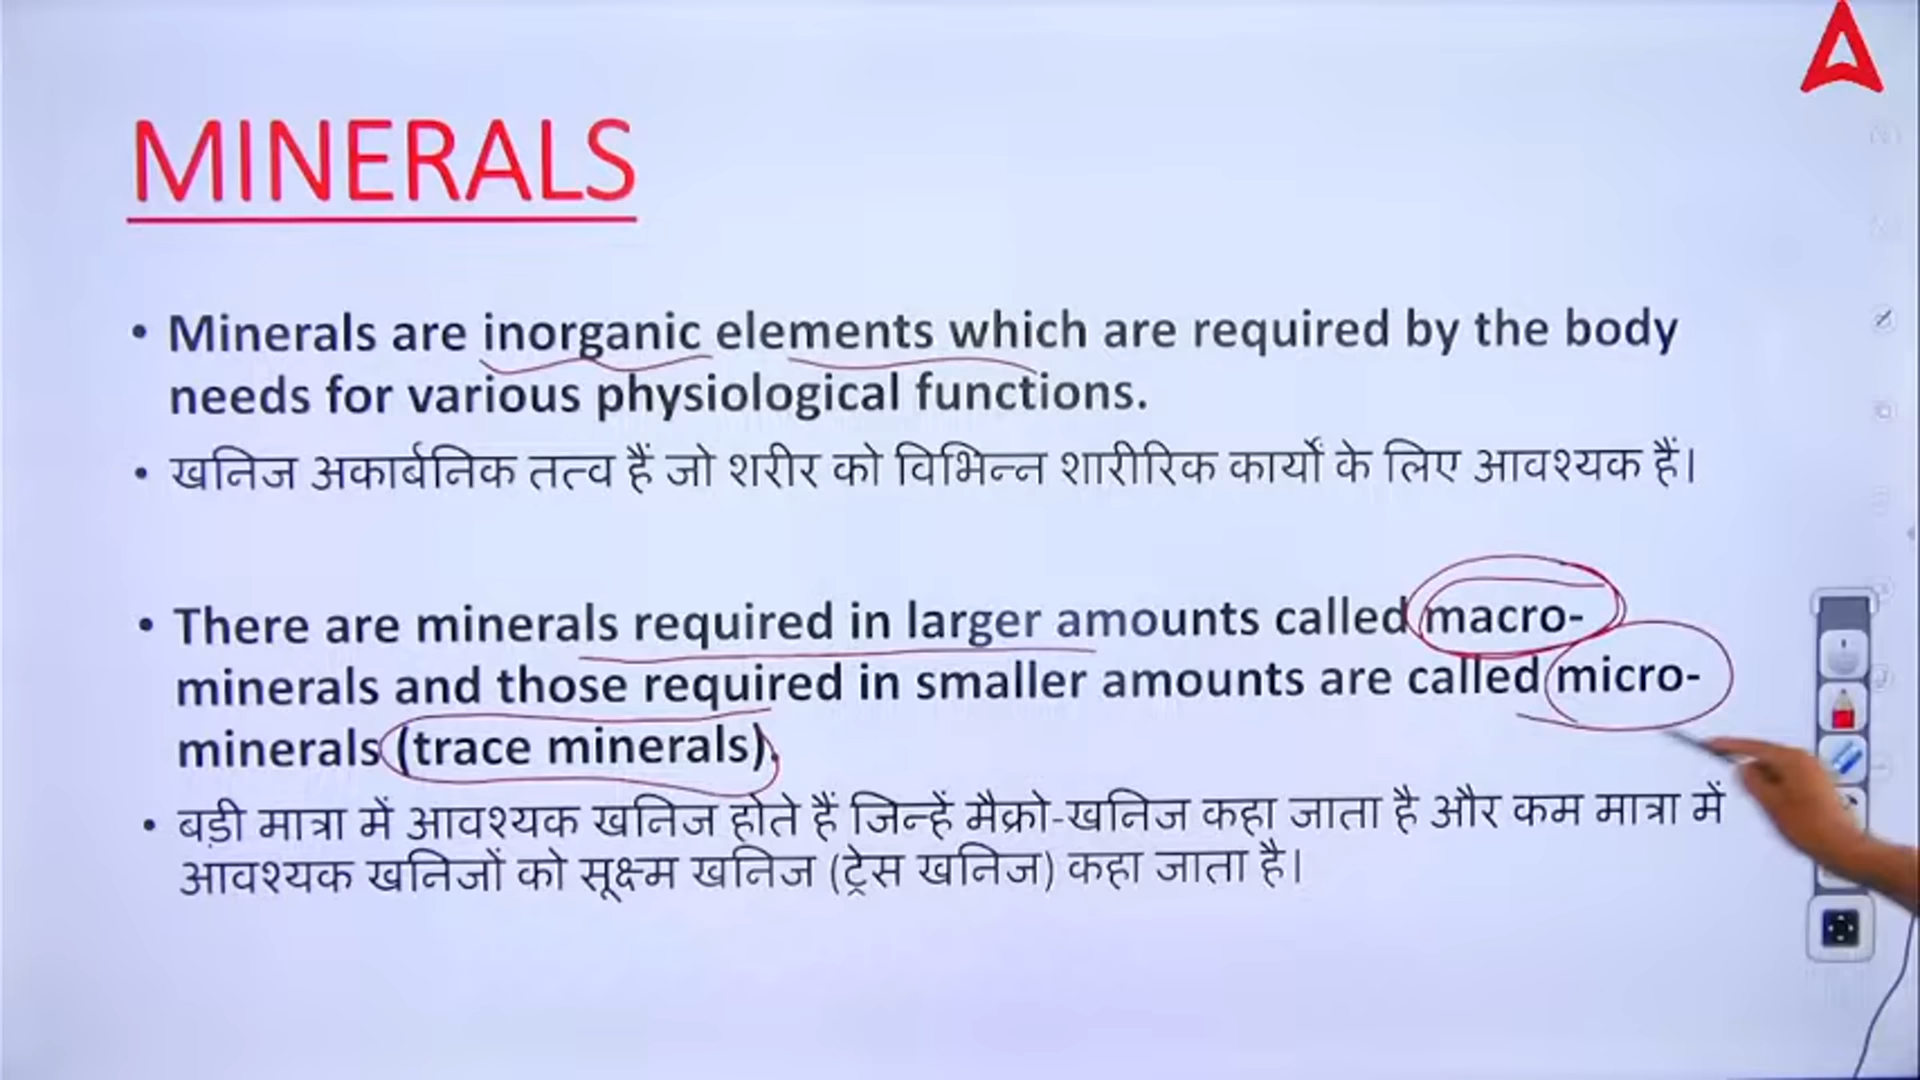 MINERALS
• Minerals are inorganic elements which are required by the body
needs for various physiological functions.
• खनिज अकार्बनिक तत्व हैं जो शरीर को विभिन्न शारीरिक कार्यों के लिए आवश्यक हैं।
• There are minerals required in larger amounts called macro-
minerals and those required in smaller amounts are called micro-
minerals (trace minerals).
• बड़ी मात्रा में आवश्यक खनिज होते हैं जिन्हें मैक्रो-खनिज कहा जाता है और कम मात्रा में
आवश्यक खनिजों को सूक्ष्म खनिज (ट्रेस खनिज) कहा जाता है।